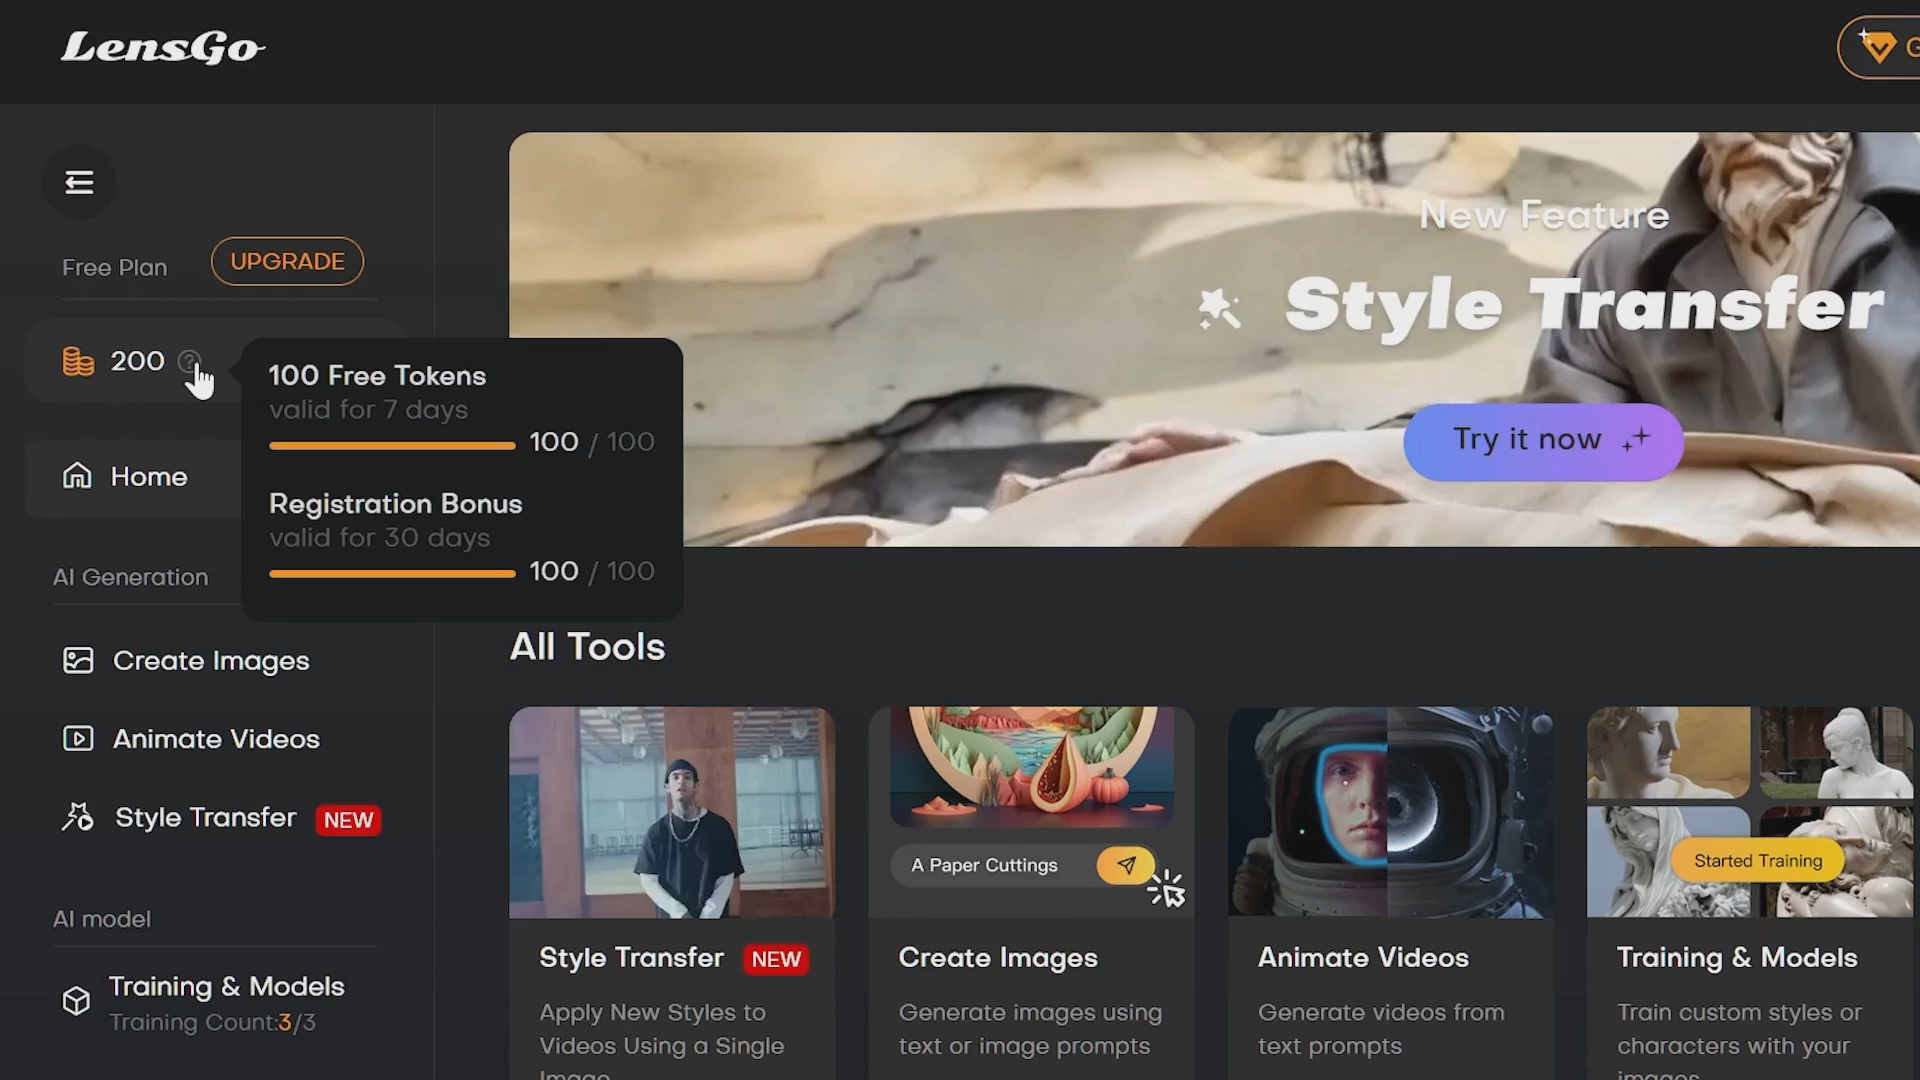 LensGo
Free Plan
UPGRADE
200
?
100 Free Tokens
valid for 7 days
100 / 100
Registration Bonus
valid for 30 days
100 / 100
Home
AI Generation
Create Images
Animate Videos
Style Transfer NEW
AI model
Training & Models
Training Count:3/3
New Feature
Style Transfer
Try it now
All Tools
A Paper Cuttings
Started Training
Style Transfer NEW
Apply New Styles to
Videos Using a Single
Image
Create Images
Generate images using
text or image prompts
Animate Videos
Generate videos from
text prompts
Training & Models
Train custom styles or
characters with your
images